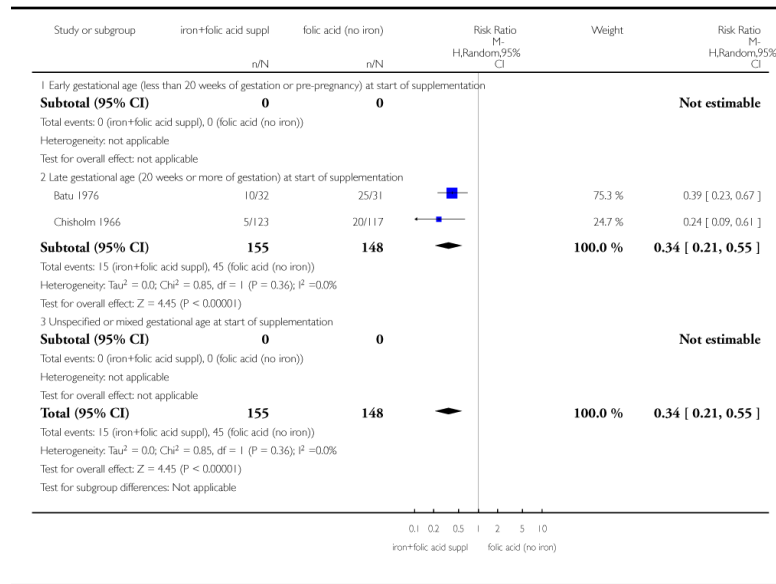 Study or subgroup iron+folic acid suppl folic acid (no iron) Risk Ratio Weight Risk Ratio
M- M-
H,Random,95% H,Random,95%
n/N n/N CI CI
1 Early gestational age (less than 20 weeks of gestation or pre-pregnancy) at start of supplementation
Subtotal (95% CI) 0 0 Not estimable
Total events: 0 (iron+folic acid suppl), 0 (folic acid (no iron))
Heterogeneity: not applicable
Test for overall effect: not applicable
2 Late gestational age (20 weeks or more of gestation) at start of supplementation
Batu 1976 10/32 25/31 75.3 % 0.39 [ 0.23, 0.67 ]
Chisholm 1966 5/123 20/117 24.7 % 0.24 [ 0.09, 0.61 ]
Subtotal (95% CI) 155 148 100.0 % 0.34 [ 0.21, 0.55 ]
Total events: 15 (iron+folic acid suppl), 45 (folic acid (no iron))
Heterogeneity: Tau² = 0.0; Chi² = 0.85, df = 1 (P = 0.36); I² =0.0%
Test for overall effect: Z = 4.45 (P < 0.00001)
3 Unspecified or mixed gestational age at start of supplementation
Subtotal (95% CI) 0 0 Not estimable
Total events: 0 (iron+folic acid suppl), 0 (folic acid (no iron))
Heterogeneity: not applicable
Test for overall effect: not applicable
Total (95% CI) 155 148 100.0 % 0.34 [ 0.21, 0.55 ]
Total events: 15 (iron+folic acid suppl), 45 (folic acid (no iron))
Heterogeneity: Tau² = 0.0; Chi² = 0.85, df = 1 (P = 0.36); I² =0.0%
Test for overall effect: Z = 4.45 (P < 0.00001)
Test for subgroup differences: Not applicable
0.1 0.2 0.5 1 2 5 10
iron+folic acid suppl folic acid (no iron)